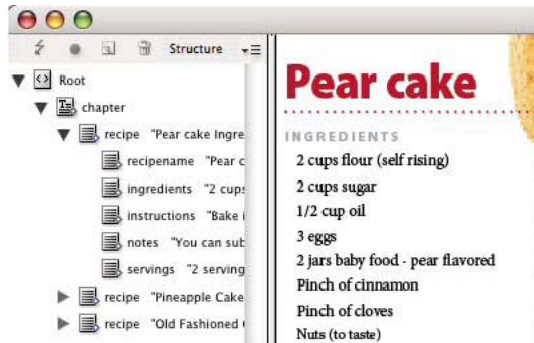 Structure
Root
chapter
recipe "Pear cake Ingre
recipename "Pear c
ingredients "2 cups
instructions "Bake i
notes "You can sub
servings "2 serving
recipe "Pineapple Cake
recipe "Old Fashioned
Pear cake
INGREDIENTS
2 cups flour (self rising)
2 cups sugar
1/2 cup oil
3 eggs
2 jars baby food - pear flavored
Pinch of cinnamon
Pinch of cloves
Nuts (to taste)